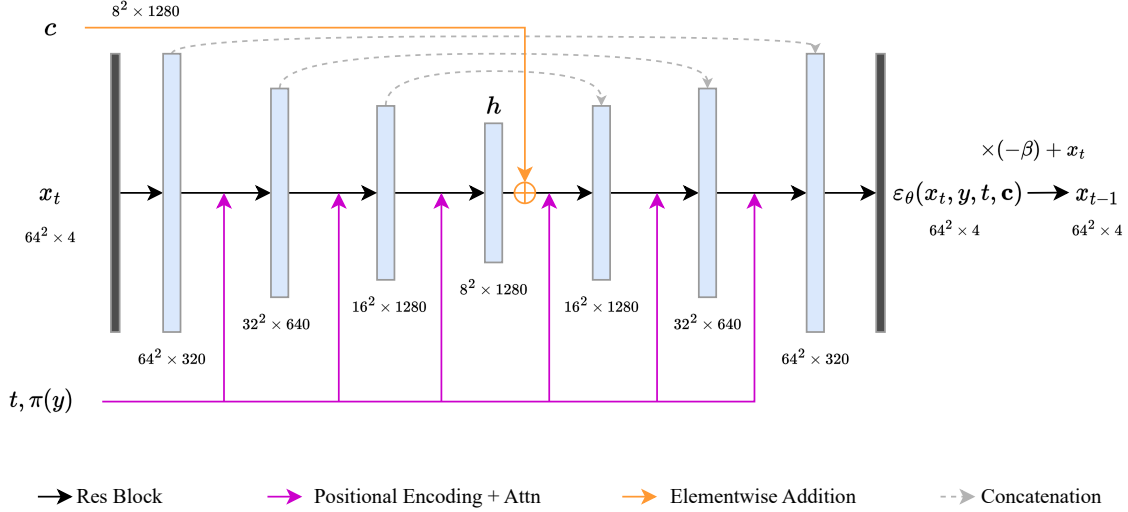 8² × 1280
c
h
×(−β) + xₜ
xₜ
εθ(xₜ, y, t, c)
xₜ₋₁
64² × 4
64² × 4
64² × 4
8² × 1280
16² × 1280
16² × 1280
32² × 640
32² × 640
64² × 320
64² × 320
t, π(y)
Res Block
Positional Encoding + Attn
Elementwise Addition
Concatenation